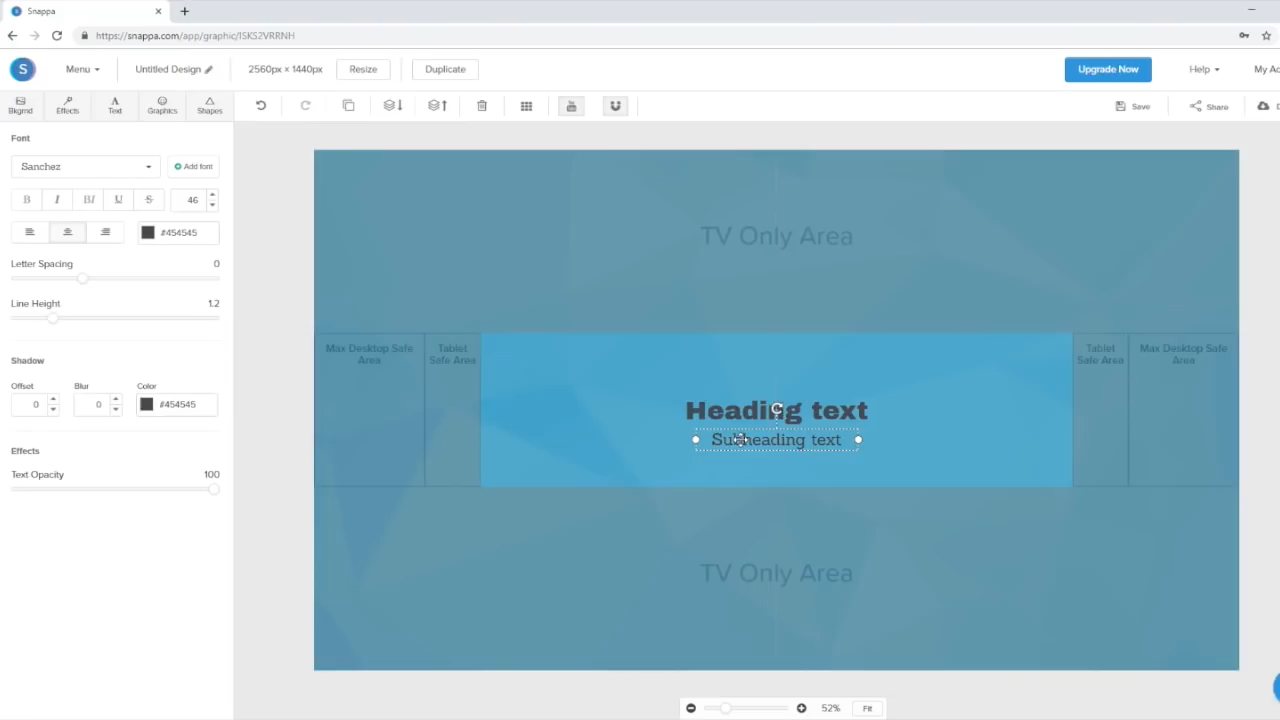 Snappa
https://snappa.com/app/graphic/
Menu
Untitled Design
2560px × 1440px
Resize
Duplicate
Upgrade Now
Help
My
Bkgrnd
Effects
Text
Graphics
Shapes
Save
Share
Font
Sanchez
Add font
B I BI U S
46
#454545
Letter Spacing 0
Line Height 1.2
Shadow
Offset Blur Color
0 0 #454545
Effects
Text Opacity 100
TV Only Area
Max Desktop Safe
Area
Tablet
Safe Area
Tablet
Safe Area
Max Desktop Safe
Area
Heading text
Subheading text
TV Only Area
52%
Fit